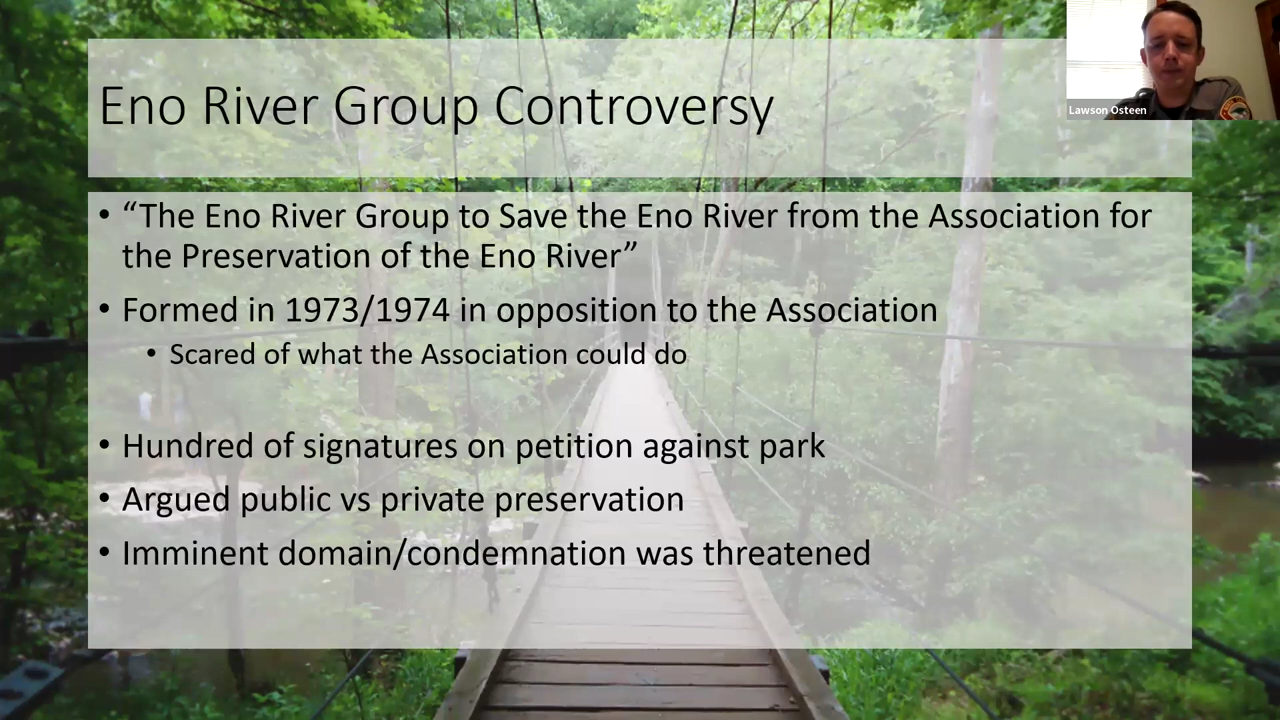 Eno River Group Controversy
Lawson Osteen
• “The Eno River Group to Save the Eno River from the Association for
the Preservation of the Eno River”
• Formed in 1973/1974 in opposition to the Association
• Scared of what the Association could do
• Hundred of signatures on petition against park
• Argued public vs private preservation
• Imminent domain/condemnation was threatened